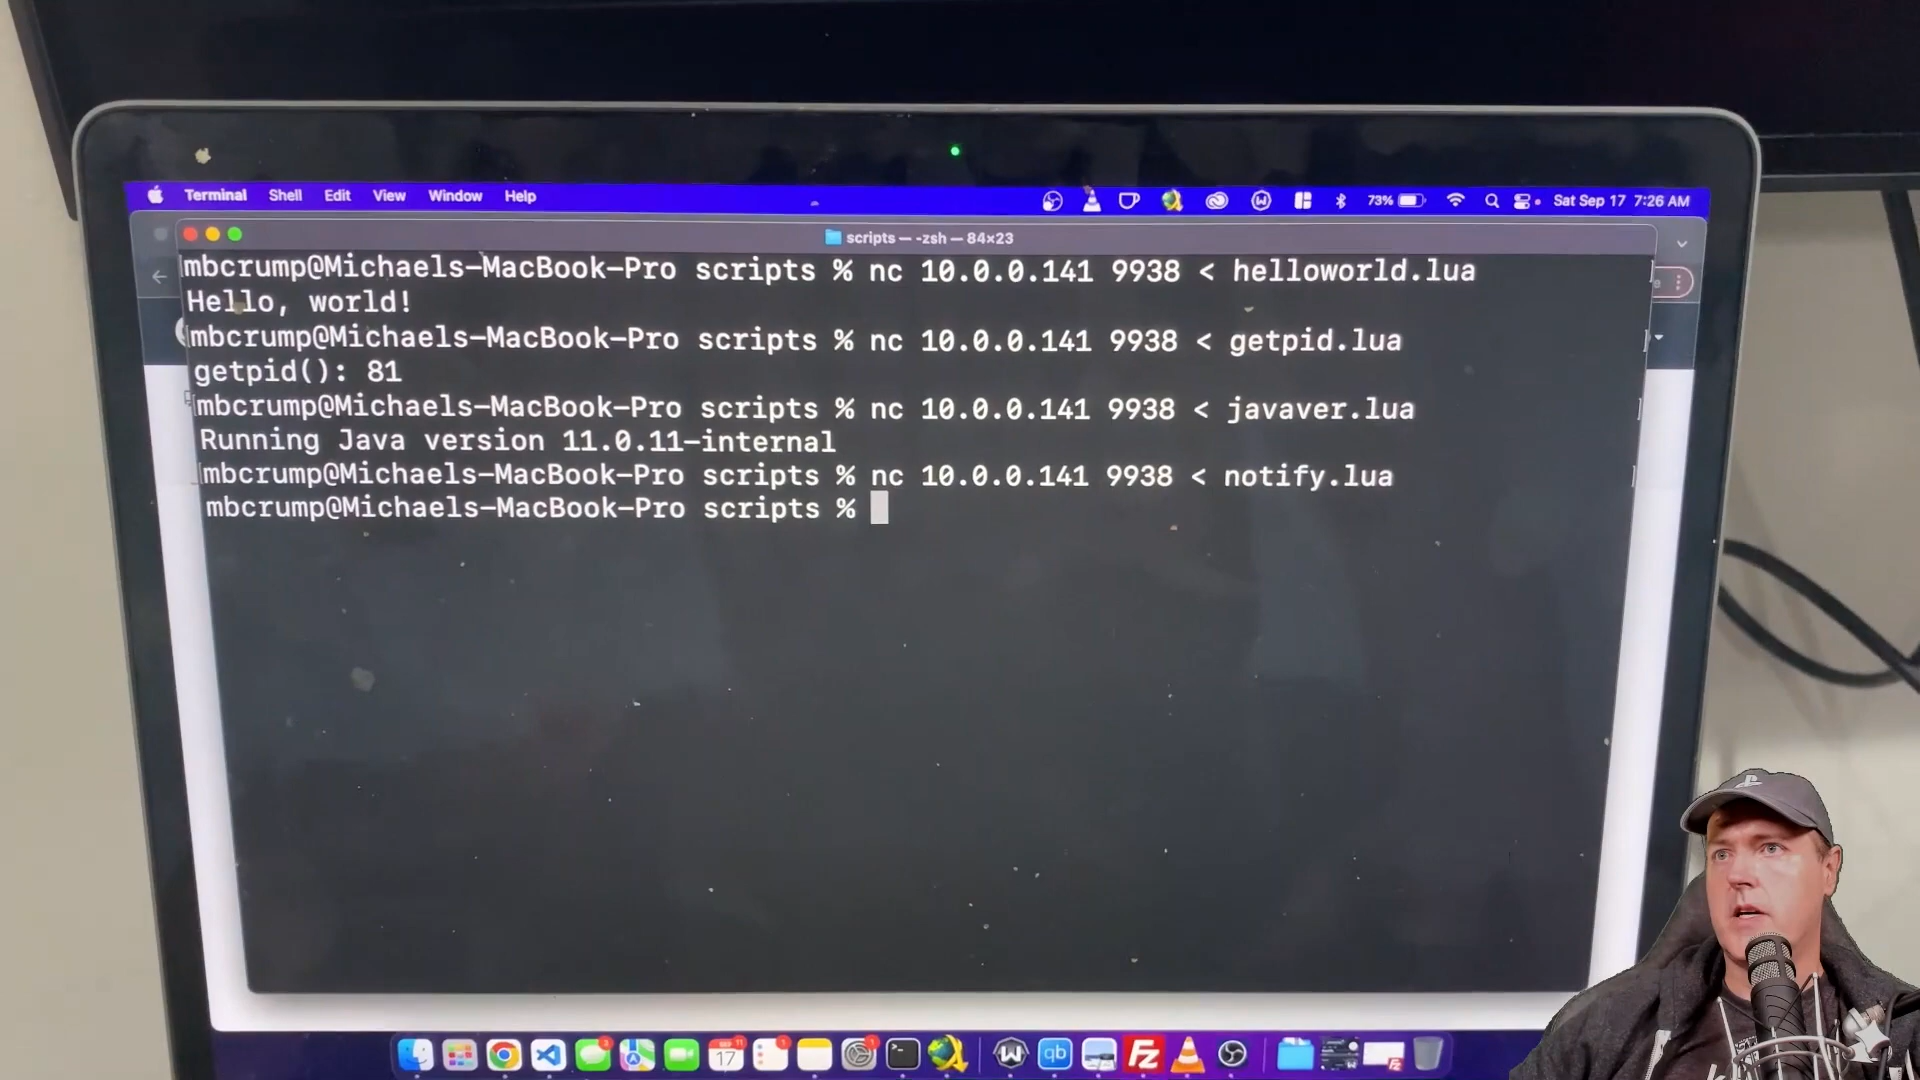 Terminal Shell Edit View Window Help 73% Sat Sep 17 7:26 AM
scripts — -zsh — 84×23
mbcrump@Michaels-MacBook-Pro scripts % nc 10.0.0.141 9938 < helloworld.lua
Hello, world!
mbcrump@Michaels-MacBook-Pro scripts % nc 10.0.0.141 9938 < getpid.lua
getpid(): 81
mbcrump@Michaels-MacBook-Pro scripts % nc 10.0.0.141 9938 < javaver.lua
Running Java version 11.0.11-internal
mbcrump@Michaels-MacBook-Pro scripts % nc 10.0.0.141 9938 < notify.lua
mbcrump@Michaels-MacBook-Pro scripts %
17 qb FZ